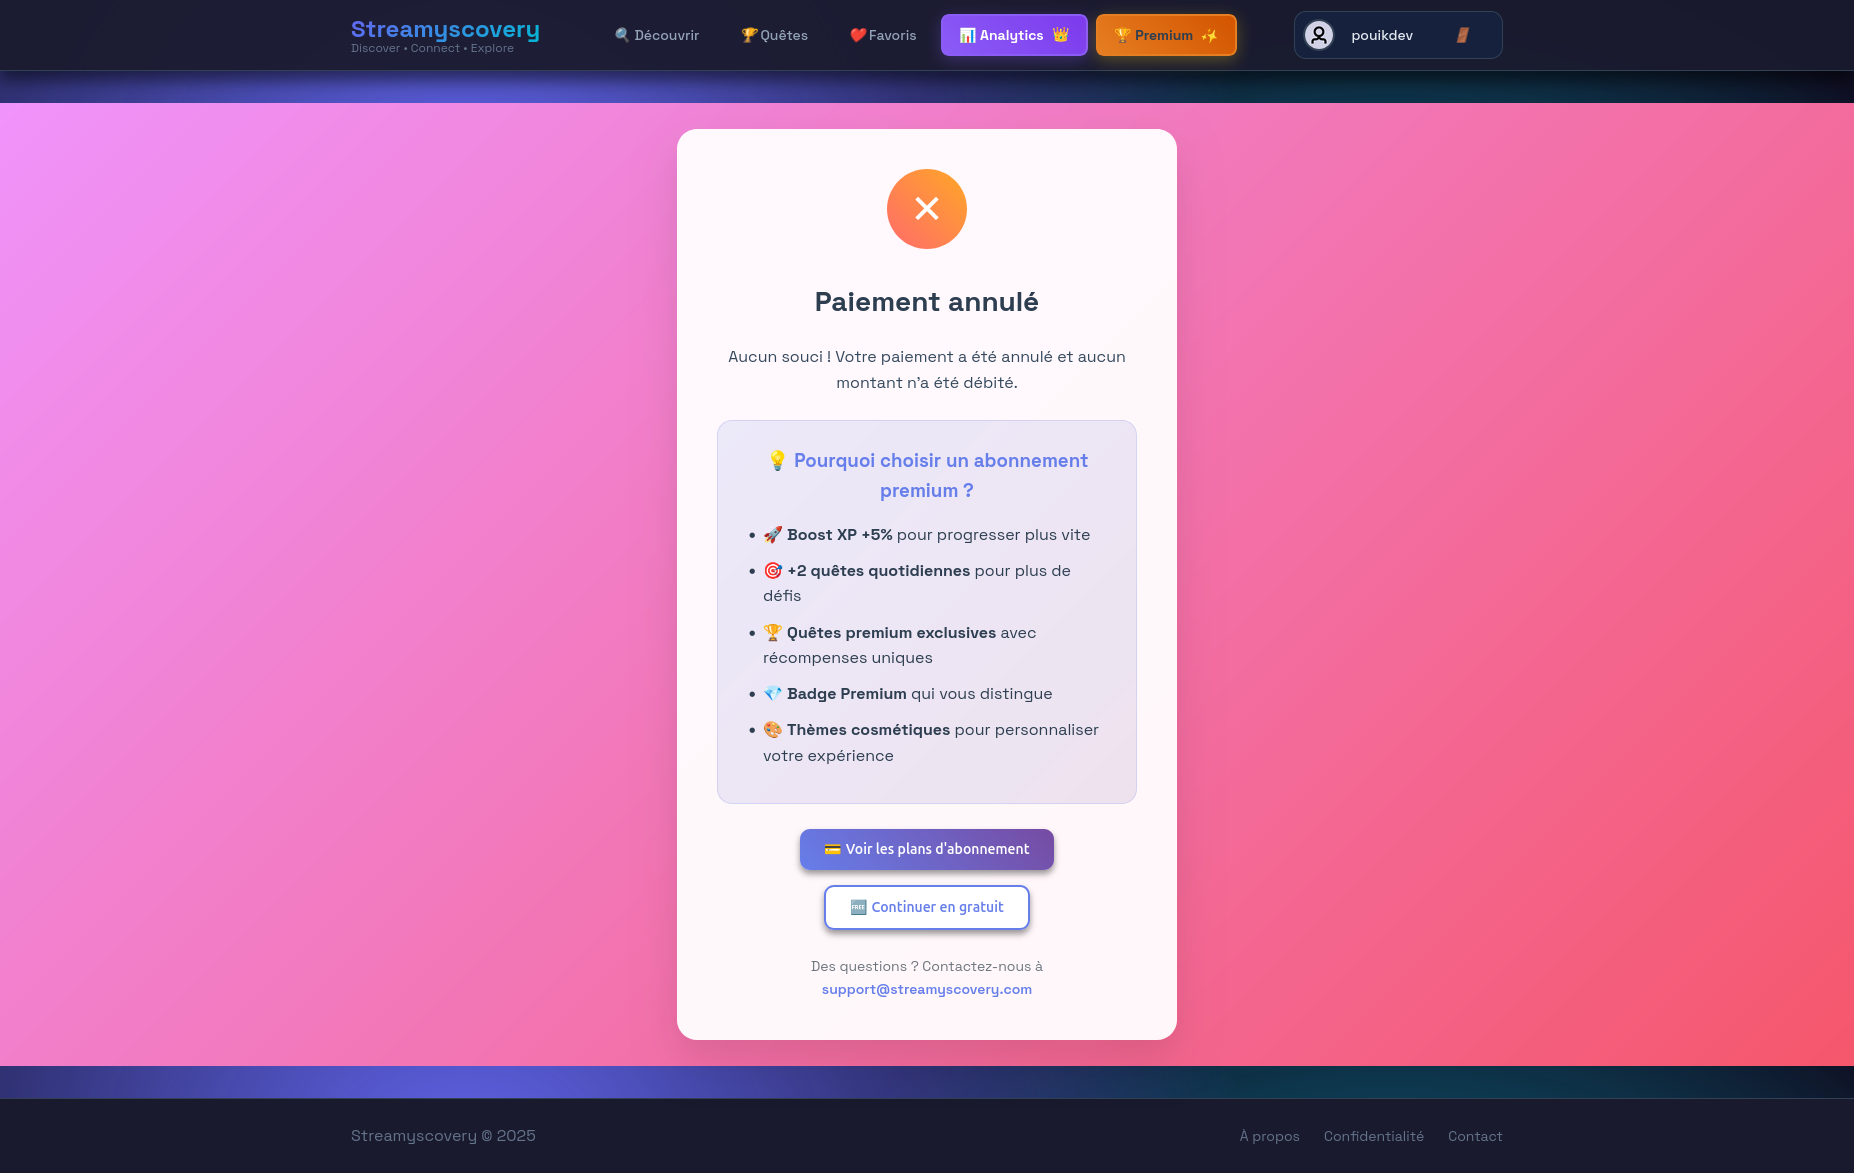 Streamyscovery
Discover • Connect • Explore
🔍 Découvrir
🏆 Quêtes
❤️ Favoris
📊 Analytics 👑
🏆 Premium ✨
pouikdev
🚪
✕
Paiement annulé
Aucun souci ! Votre paiement a été annulé et aucun
montant n'a été débité.
💡 Pourquoi choisir un abonnement
premium ?
• 🚀 Boost XP +5% pour progresser plus vite
• 🎯 +2 quêtes quotidiennes pour plus de
défis
• 🏆 Quêtes premium exclusives avec
récompenses uniques
• 💎 Badge Premium qui vous distingue
• 🎨 Thèmes cosmétiques pour personnaliser
votre expérience
💳 Voir les plans d'abonnement
🆓 Continuer en gratuit
Des questions ? Contactez-nous à
support@streamyscovery.com
Streamyscovery © 2025
À propos
Confidentialité
Contact